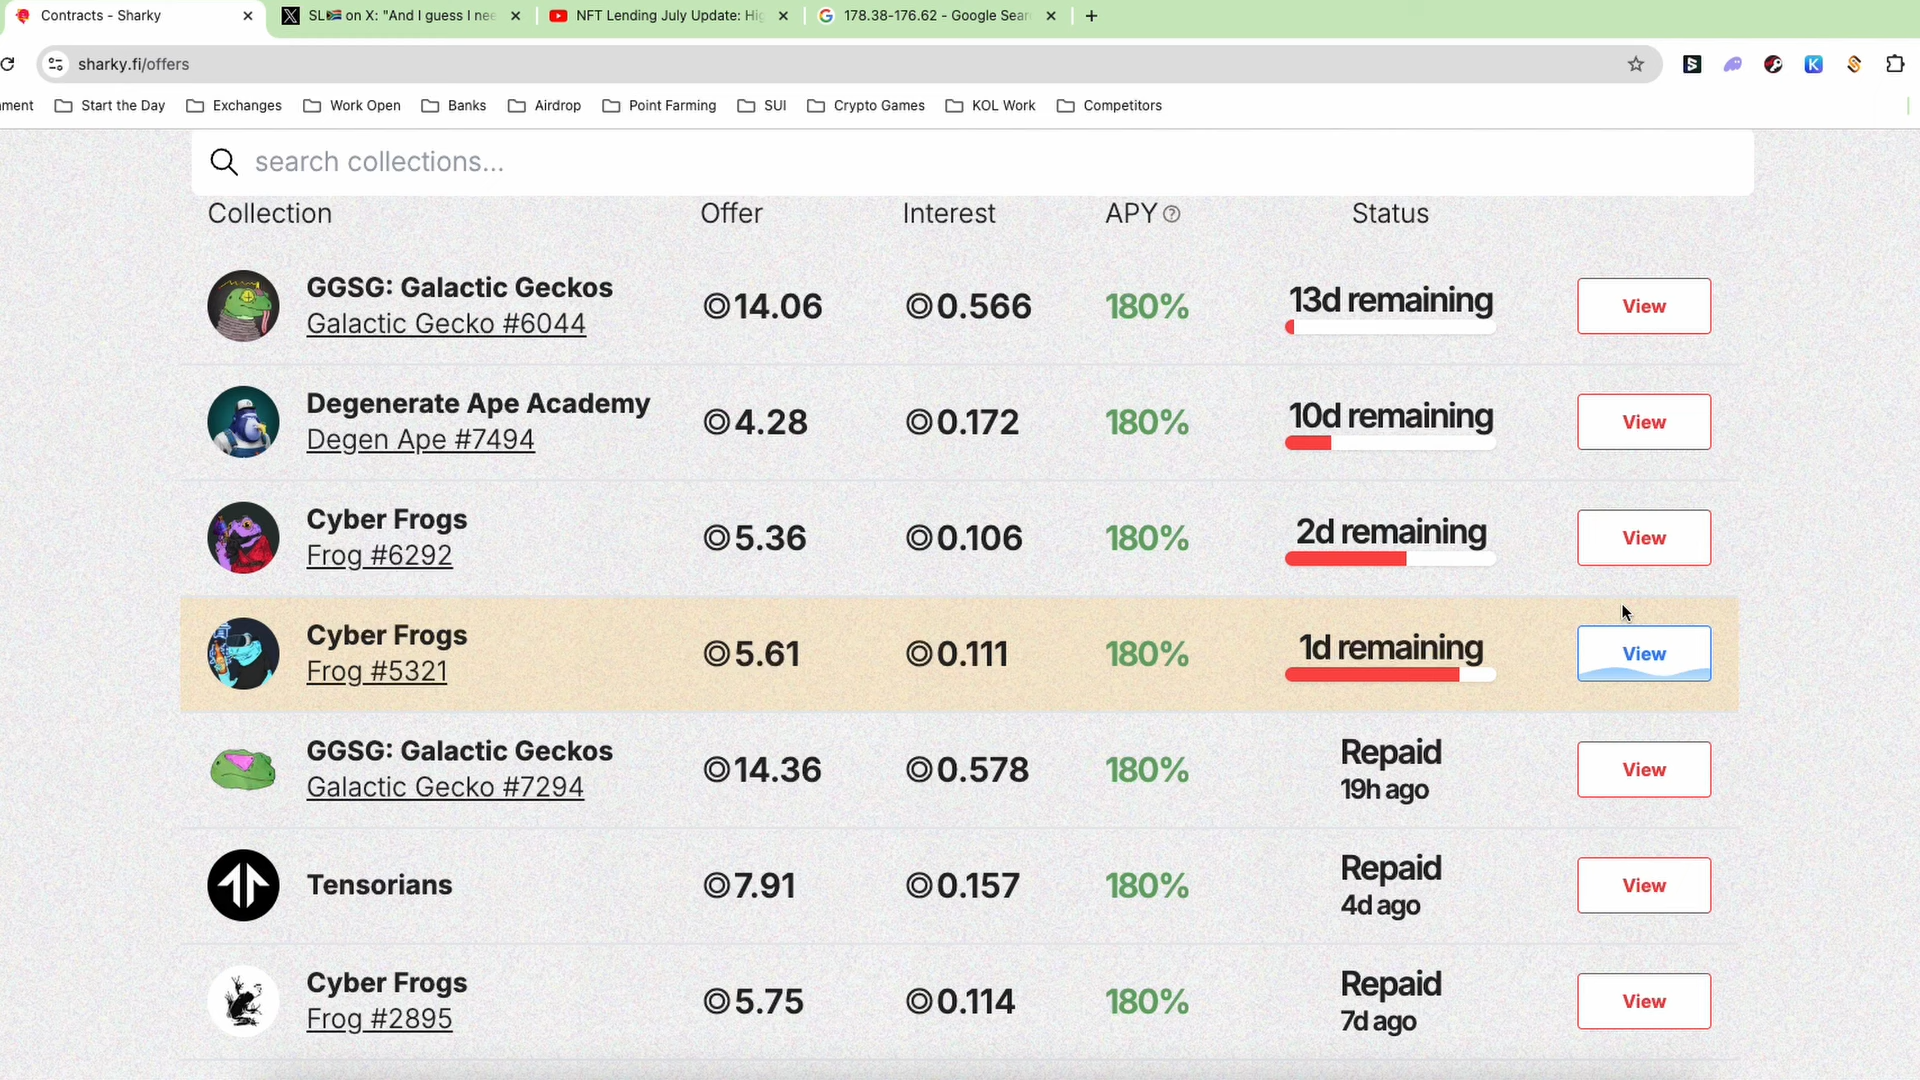 Contracts - Sharky
SL🇿🇦 on X: "And I guess I nee
NFT Lending July Update: Hig
178.38-176.62 - Google Sear
sharky.fi/offers
ment
Start the Day
Exchanges
Work Open
Banks
Airdrop
Point Farming
SUI
Crypto Games
KOL Work
Competitors
search collections...
Collection Offer Interest APY Status
GGSG: Galactic Geckos
Galactic Gecko #6044
14.06 0.566 180% 13d remaining View
Degenerate Ape Academy
Degen Ape #7494
4.28 0.172 180% 10d remaining View
Cyber Frogs
Frog #6292
5.36 0.106 180% 2d remaining View
Cyber Frogs
Frog #5321
5.61 0.111 180% 1d remaining View
GGSG: Galactic Geckos
Galactic Gecko #7294
14.36 0.578 180% Repaid
19h ago
View
Tensorians
7.91 0.157 180% Repaid
4d ago
View
Cyber Frogs
Frog #2895
5.75 0.114 180% Repaid
7d ago
View